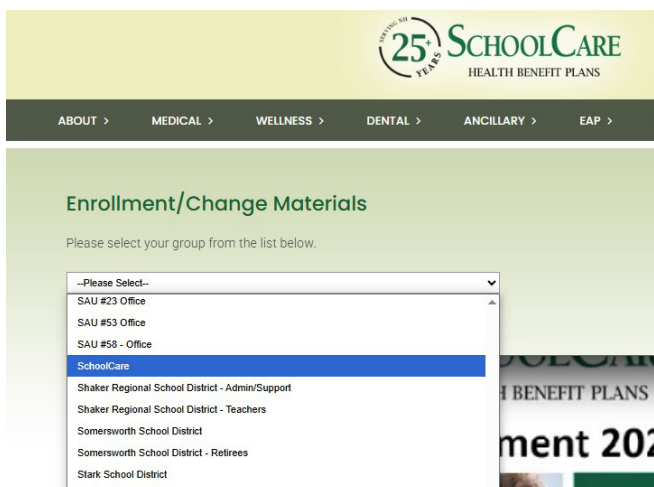 SERVING NH
25+
YEARS
SCHOOLCARE
HEALTH BENEFIT PLANS
ABOUT >
MEDICAL >
WELLNESS >
DENTAL >
ANCILLARY >
EAP >
Enrollment/Change Materials
Please select your group from the list below.
--Please Select--
SAU #23 Office
SAU #53 Office
SAU #58 - Office
SchoolCare
Shaker Regional School District - Admin/Support
Shaker Regional School District - Teachers
Somersworth School District
Somersworth School District - Retirees
Stark School District
H BENEFIT PLANS
ment 202